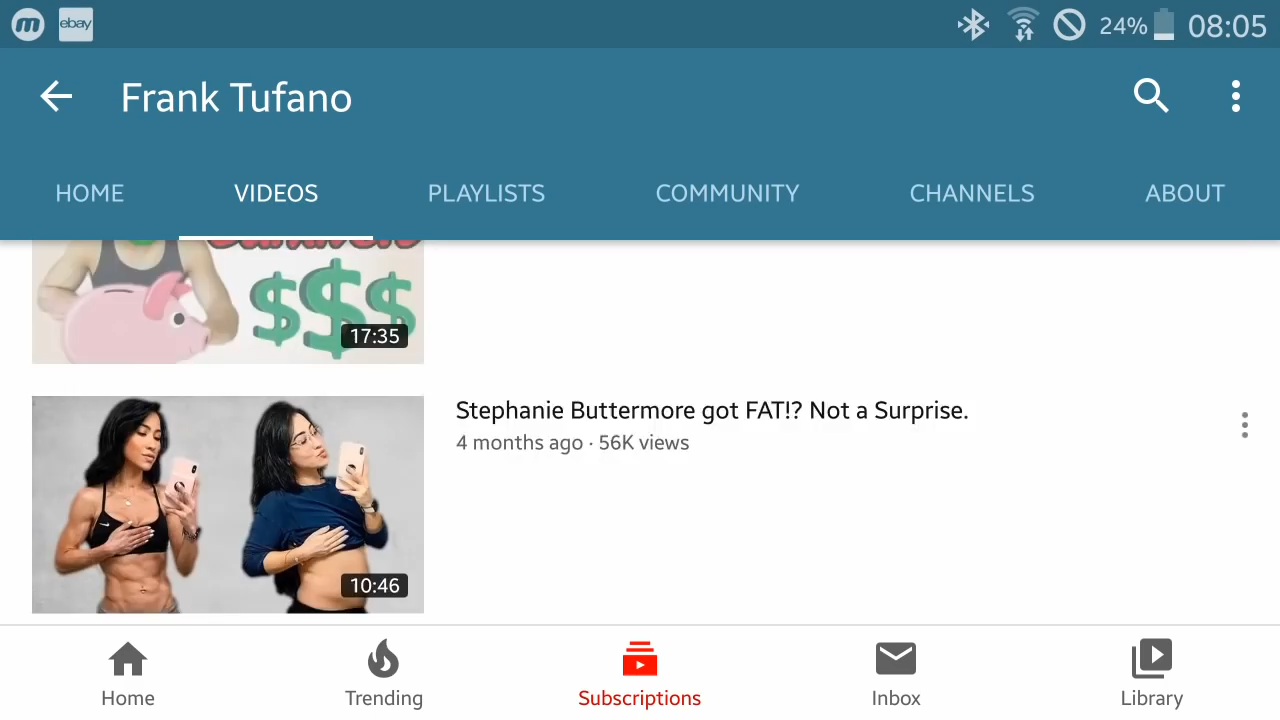 m
ebay
24%
08:05
Frank Tufano
HOME
VIDEOS
PLAYLISTS
COMMUNITY
CHANNELS
ABOUT
$$$
17:35
Stephanie Buttermore got FAT!? Not a Surprise.
4 months ago · 56K views
10:46
Home
Trending
Subscriptions
Inbox
Library